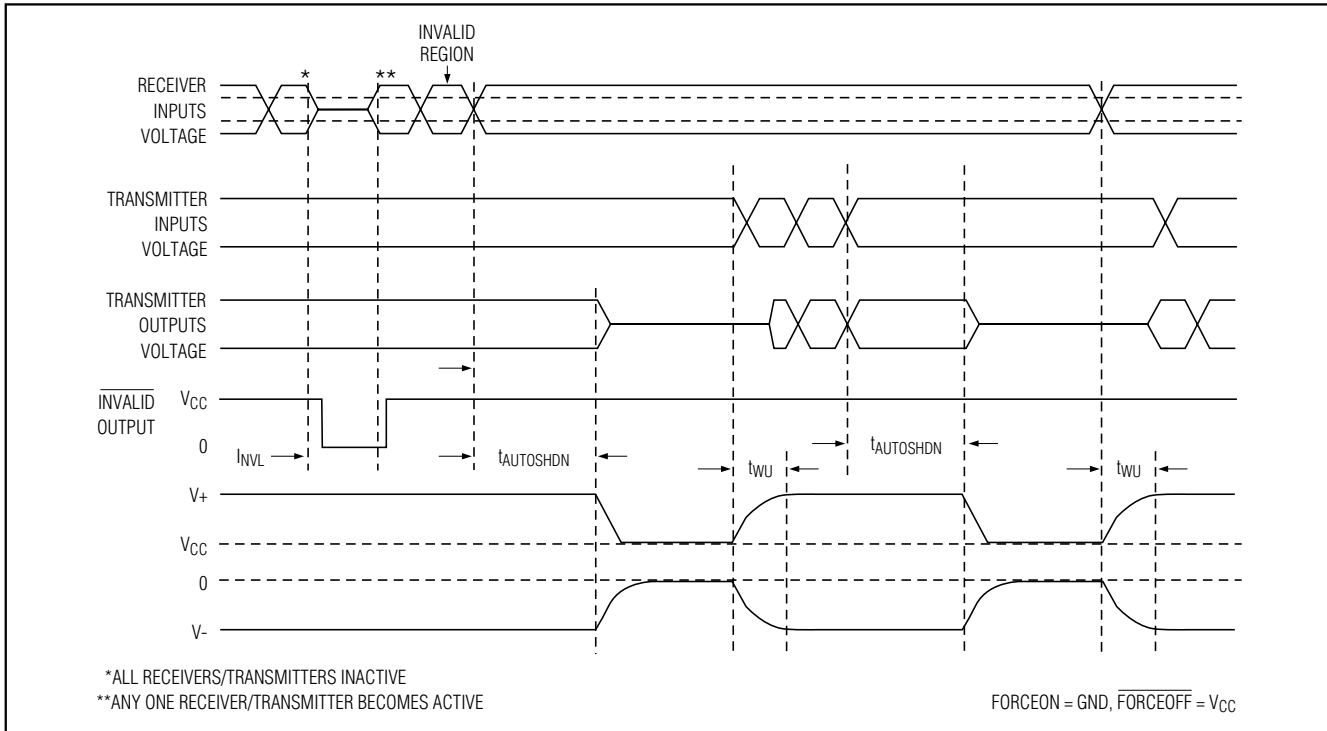 INVALID
REGION
* **
RECEIVER
INPUTS
VOLTAGE
TRANSMITTER
INPUTS
VOLTAGE
TRANSMITTER
OUTPUTS
VOLTAGE
INVALID
OUTPUT
VCC
0
INVL
tAUTOSHDN
tWU
tAUTOSHDN
tWU
V+
VCC
0
V-
*ALL RECEIVERS/TRANSMITTERS INACTIVE
**ANY ONE RECEIVER/TRANSMITTER BECOMES ACTIVE
FORCEON = GND, FORCEOFF = VCC